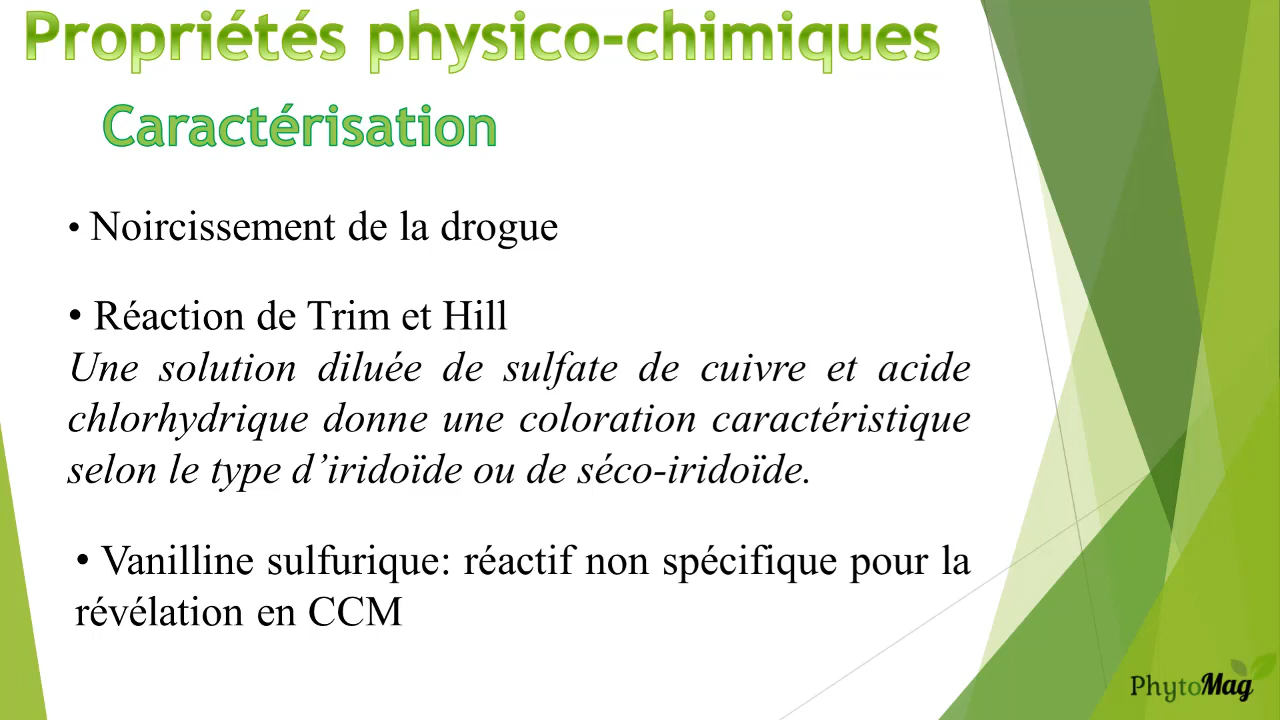 Propriétés physico-chimiques
Caractérisation
• Noircissement de la drogue
• Réaction de Trim et Hill
Une solution diluée de sulfate de cuivre et acide
chlorhydrique donne une coloration caractéristique
selon le type d’iridoïde ou de séco-iridoïde.
• Vanilline sulfurique: réactif non spécifique pour la
révélation en CCM
PhytoMag